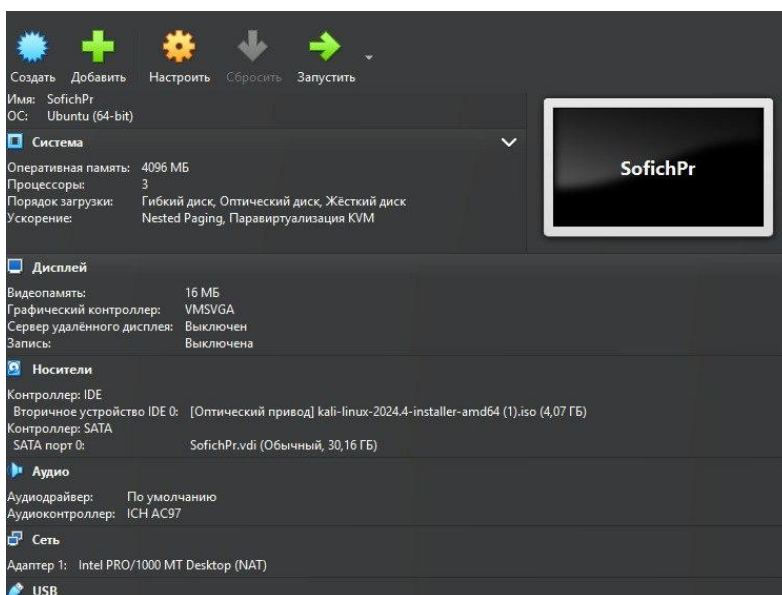 Создать Добавить Настроить Сбросить Запустить
Имя: SofichPr
ОС: Ubuntu (64-bit)
Система
Оперативная память: 4096 МБ
Процессоры: 3
Порядок загрузки: Гибкий диск, Оптический диск, Жёсткий диск
Ускорение: Nested Paging, Паравиртуализация KVM
SofichPr
Дисплей
Видеопамять: 16 МБ
Графический контроллер: VMSVGA
Сервер удалённого дисплея: Выключен
Запись: Выключена
Носители
Контроллер: IDE
Вторичное устройство IDE 0: [Оптический привод] kali-linux-2024.4-installer-amd64 (1).iso (4,07 ГБ)
Контроллер: SATA
SATA порт 0: SofichPr.vdi (Обычный, 30,16 ГБ)
Аудио
Аудиодрайвер: По умолчанию
Аудиоконтроллер: ICH AC97
Сеть
Адаптер 1: Intel PRO/1000 MT Desktop (NAT)
USB